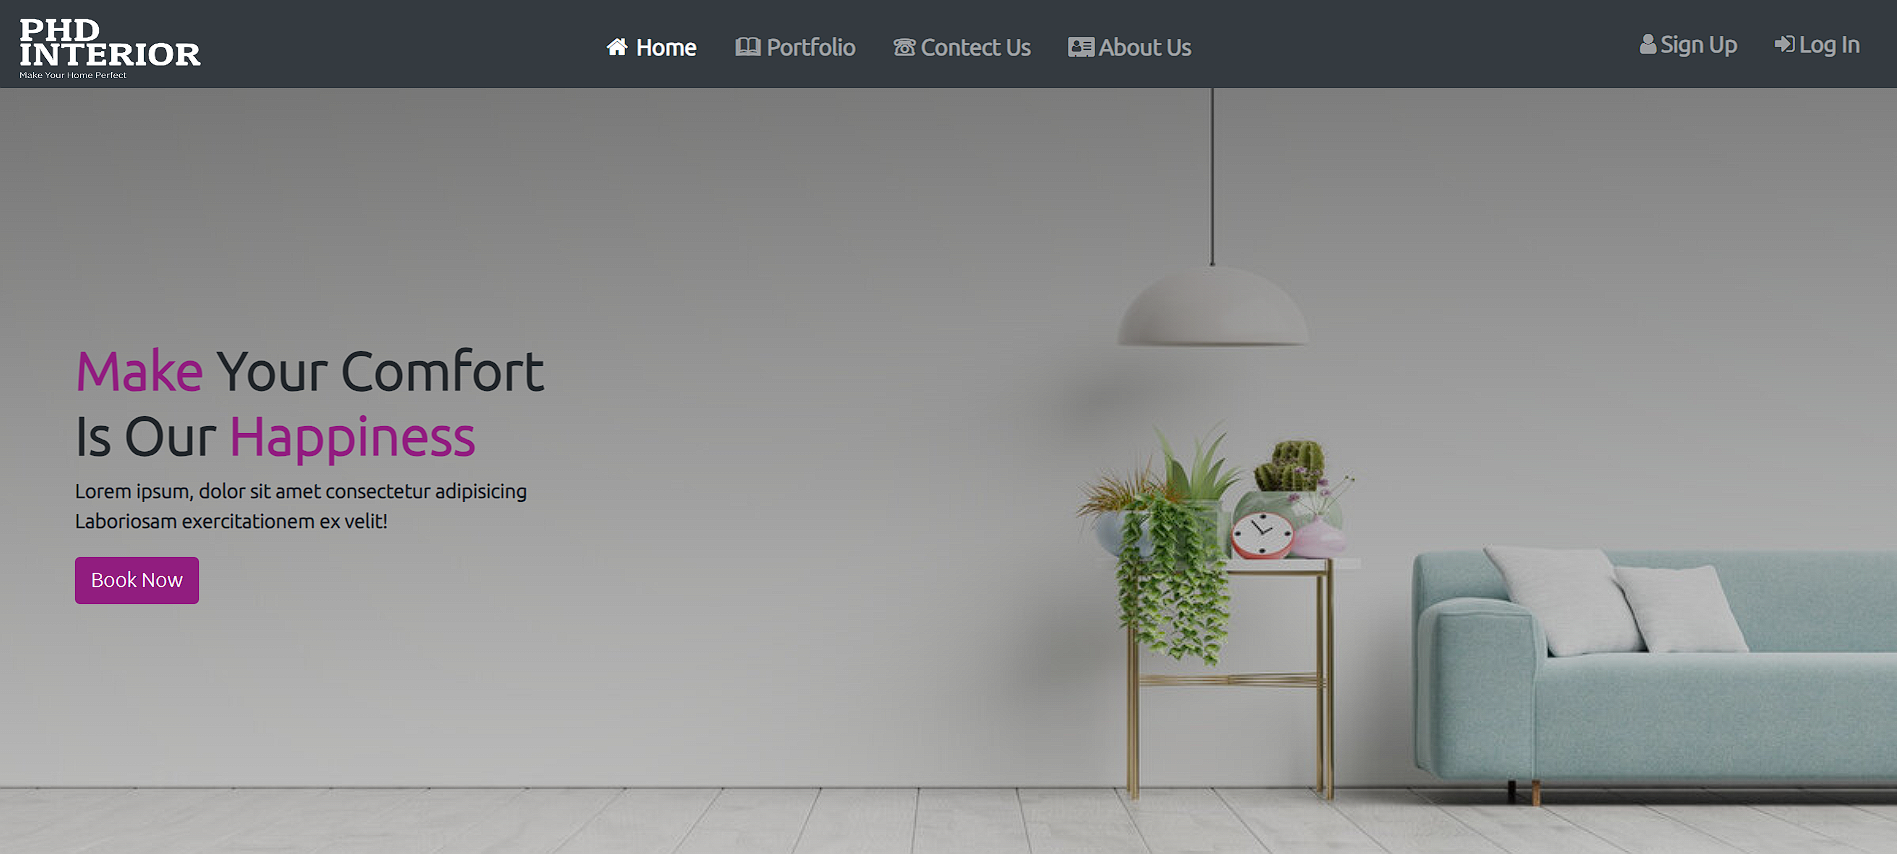 PHD
INTERIOR
Make Your Home Perfect
Home Portfolio Contect Us About Us
Sign Up Log In
Make Your Comfort
Is Our Happiness
Lorem ipsum, dolor sit amet consectetur adipisicing
Laboriosam exercitationem ex velit!
Book Now